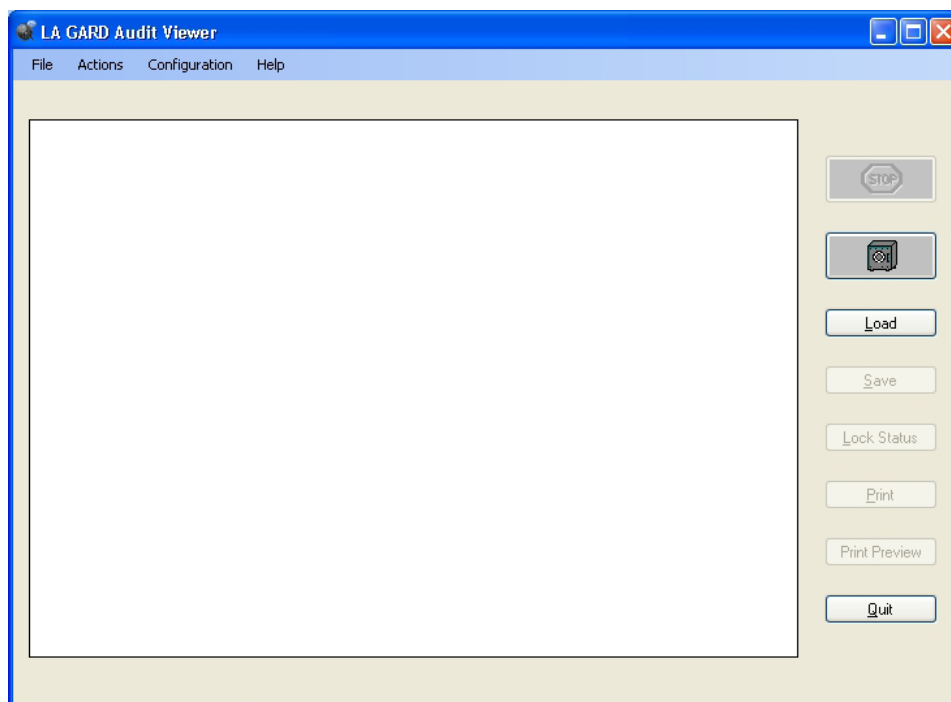 LA GARD Audit Viewer
File Actions Configuration Help
STOP
Load
Save
Lock Status
Print
Print Preview
Quit